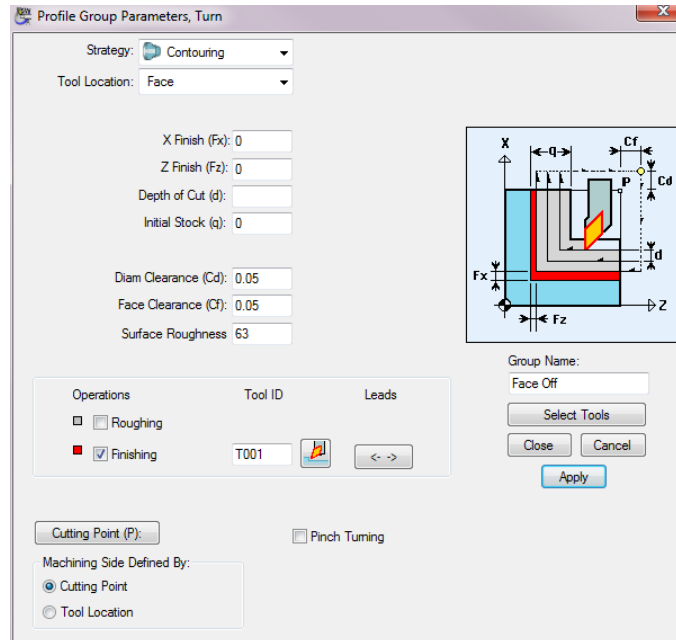 Profile Group Parameters, Turn
Strategy: Contouring
Tool Location: Face
X Finish (Fx): 0
Z Finish (Fz): 0
Depth of Cut (d):
Initial Stock (q): 0
Diam Clearance (Cd): 0.05
Face Clearance (Cf): 0.05
Surface Roughness 63
X
q
Cf
P
Cd
d
Fx
Fz
Z
Group Name:
Face Off
Select Tools
Close Cancel
Apply
Operations Tool ID Leads
Roughing
Finishing T001 <- ->
Cutting Point (P):
Pinch Turning
Machining Side Defined By:
Cutting Point
Tool Location